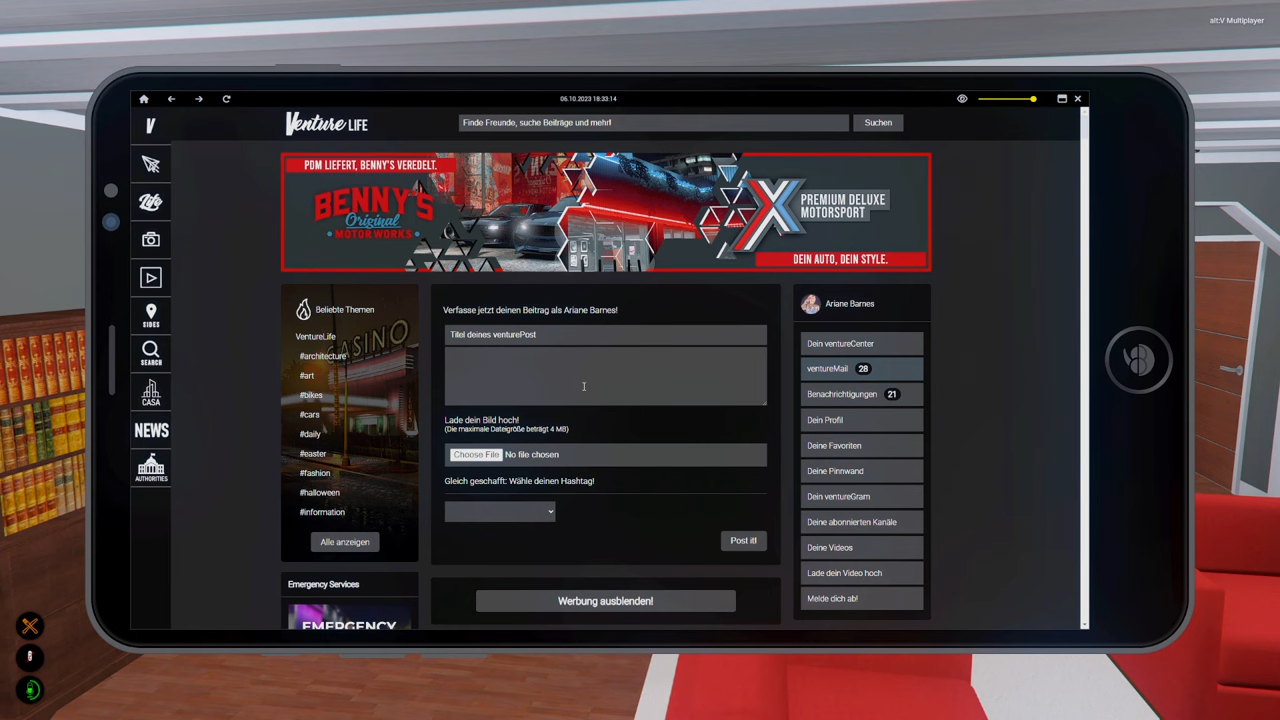 alt:V Multiplayer
06.10.2023 18:33:14
V
Venture LIFE
Finde Freunde, suche Beiträge und mehr!
Suchen
Life
SIDES
SEARCH
CASA
NEWS
AUTHORITIES
PDM LIEFERT, BENNY'S VEREDELT.
BENNY'S
Original
MOTOR WORKS
X
PREMIUM DELUXE
MOTORSPORT
DEIN AUTO, DEIN STYLE.
Beliebte Themen
CASINO
VentureLife
#architecture
#art
#bikes
#cars
#daily
#easter
#fashion
#halloween
#information
Alle anzeigen
Emergency Services
EMERGENCY
Verfasse jetzt deinen Beitrag als Ariane Barnes!
Titel deines venturePost
Lade dein Bild hoch!
(Die maximale Dateigröße beträgt 4 MB)
Choose File No file chosen
Gleich geschafft: Wähle deinen Hashtag!
Post it!
Werbung ausblenden!
Ariane Barnes
Dein ventureCenter
ventureMail 28
Benachrichtigungen 21
Dein Profil
Deine Favoriten
Deine Pinnwand
Dein ventureGram
Deine abonnierten Kanäle
Deine Videos
Lade dein Video hoch
Melde dich ab!